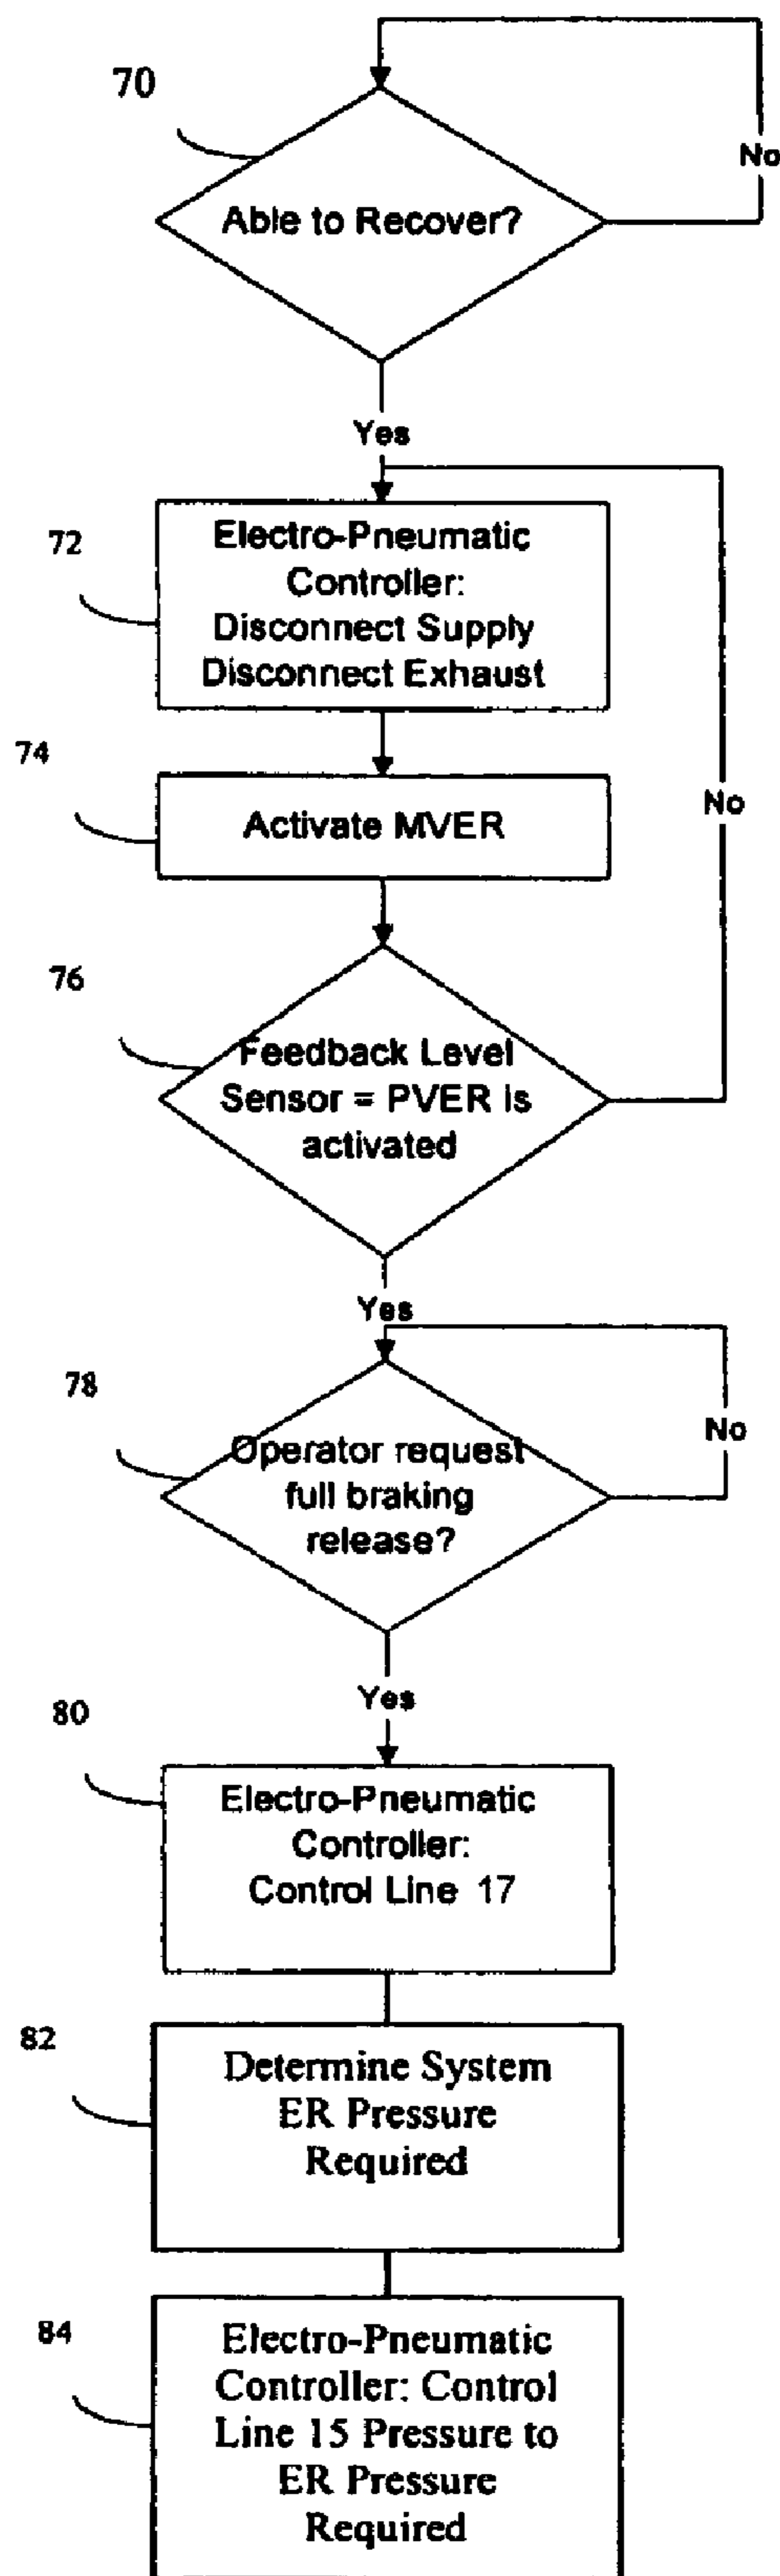 70
No
Able to Recover?
Yes
72
Electro-Pneumatic
Controller:
Disconnect Supply
Disconnect Exhaust
74
Activate MVER
No
76
Feedback Level
Sensor = PVER is
activated
Yes
78
No
Operator request
full braking
release?
Yes
80
Electro-Pneumatic
Controller:
Control Line 17
82
Determine System
ER Pressure
Required
84
Electro-Pneumatic
Controller: Control
Line 15 Pressure to
ER Pressure
Required